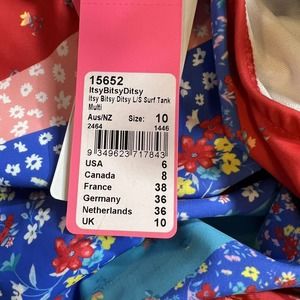 15652
ItsyBitsyDitsy
Itsy Bitsy Ditsy L/S Surf Tank
Multi
Aus/NZ Size: 10
2464 1446
9 349623 717843
USA 6
Canada 8
France 38
Germany 36
Netherlands 36
UK 10